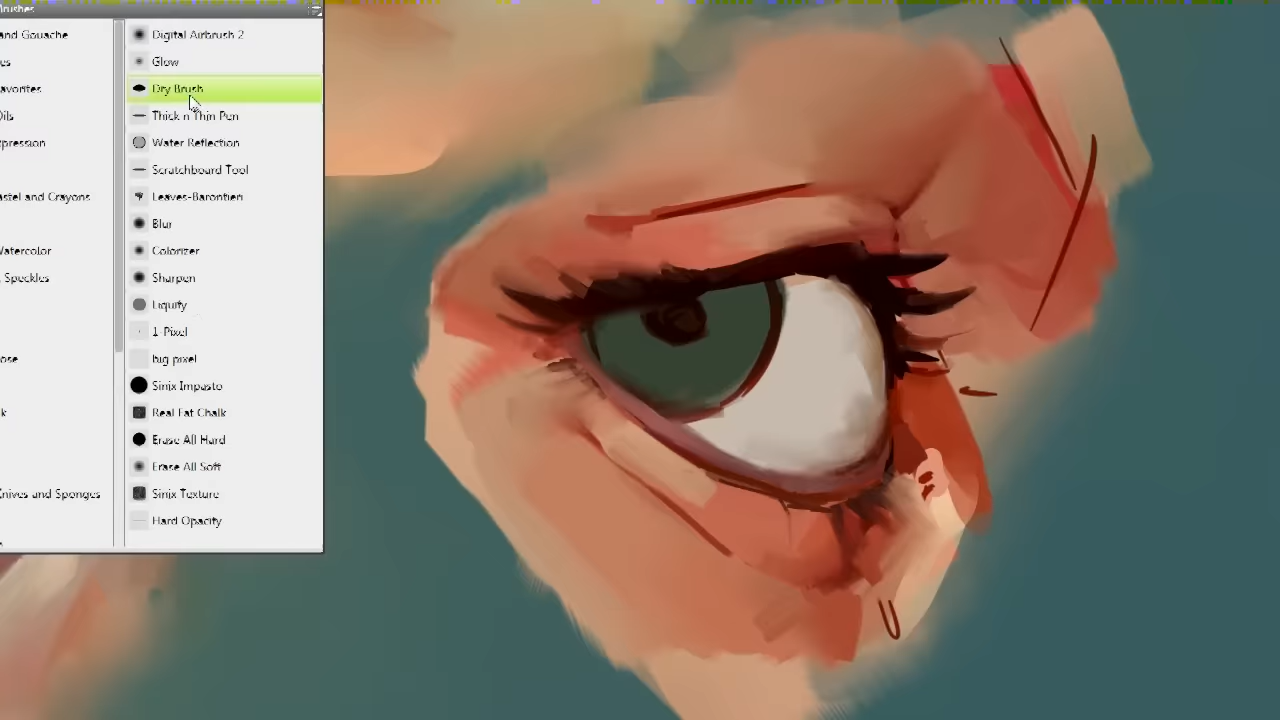 Brushes
and Gouache
es
avorites
Oils
pression
astel and Crayons
Watercolor
Speckles
ose
k
Knives and Sponges
Digital Airbrush 2
Glow
Dry Brush
Thick n Thin Pen
Water Reflection
Scratchboard Tool
Leaves-Barontieri
Blur
Colorizer
Sharpen
Liquify
1-Pixel
big pixel
Sinix Impasto
Real Fat Chalk
Erase All Hard
Erase All Soft
Sinix Texture
Hard Opacity